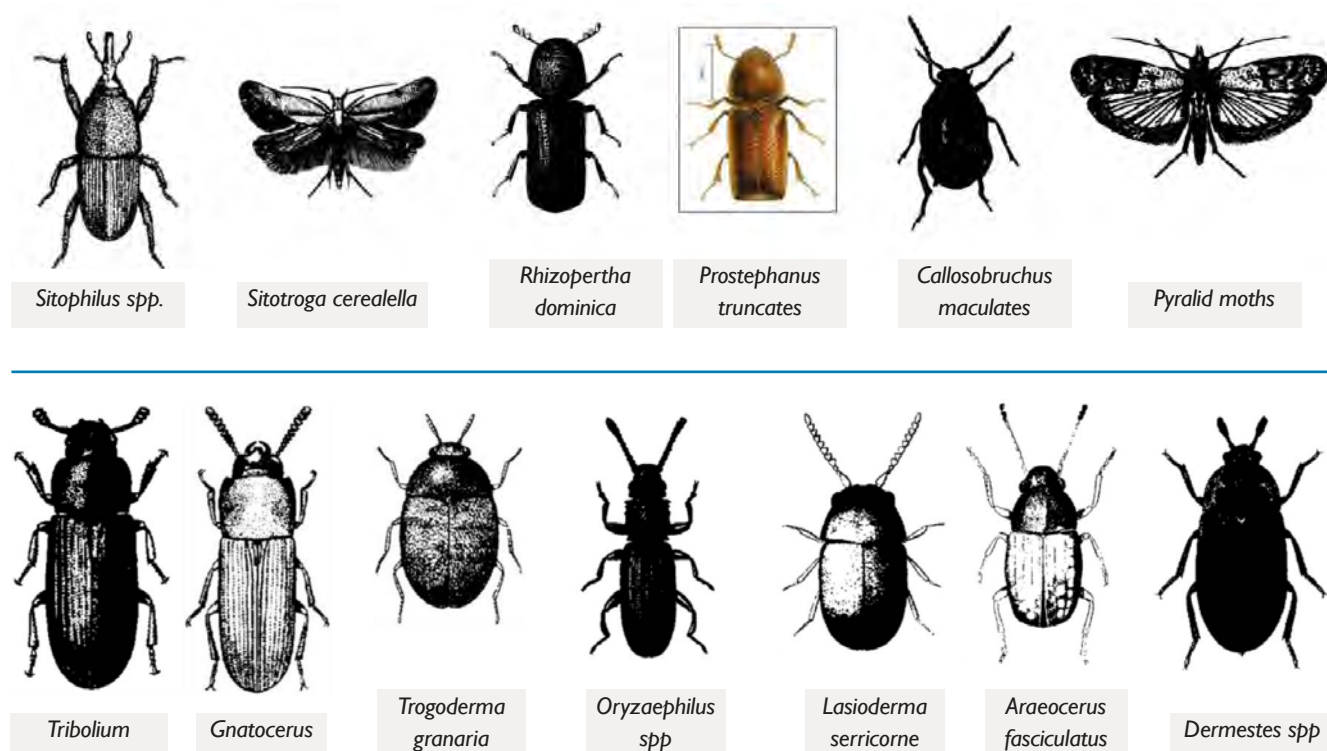 Sitophilus spp.
Sitotroga cerealella
Rhizopertha
dominica
Prostephanus
truncates
Callosobruchus
maculates
Pyralid moths
Tribolium
Gnatocerus
Trogoderma
granaria
Oryzaephilus
spp
Lasioderma
serricorne
Araeocerus
fasciculatus
Dermestes spp